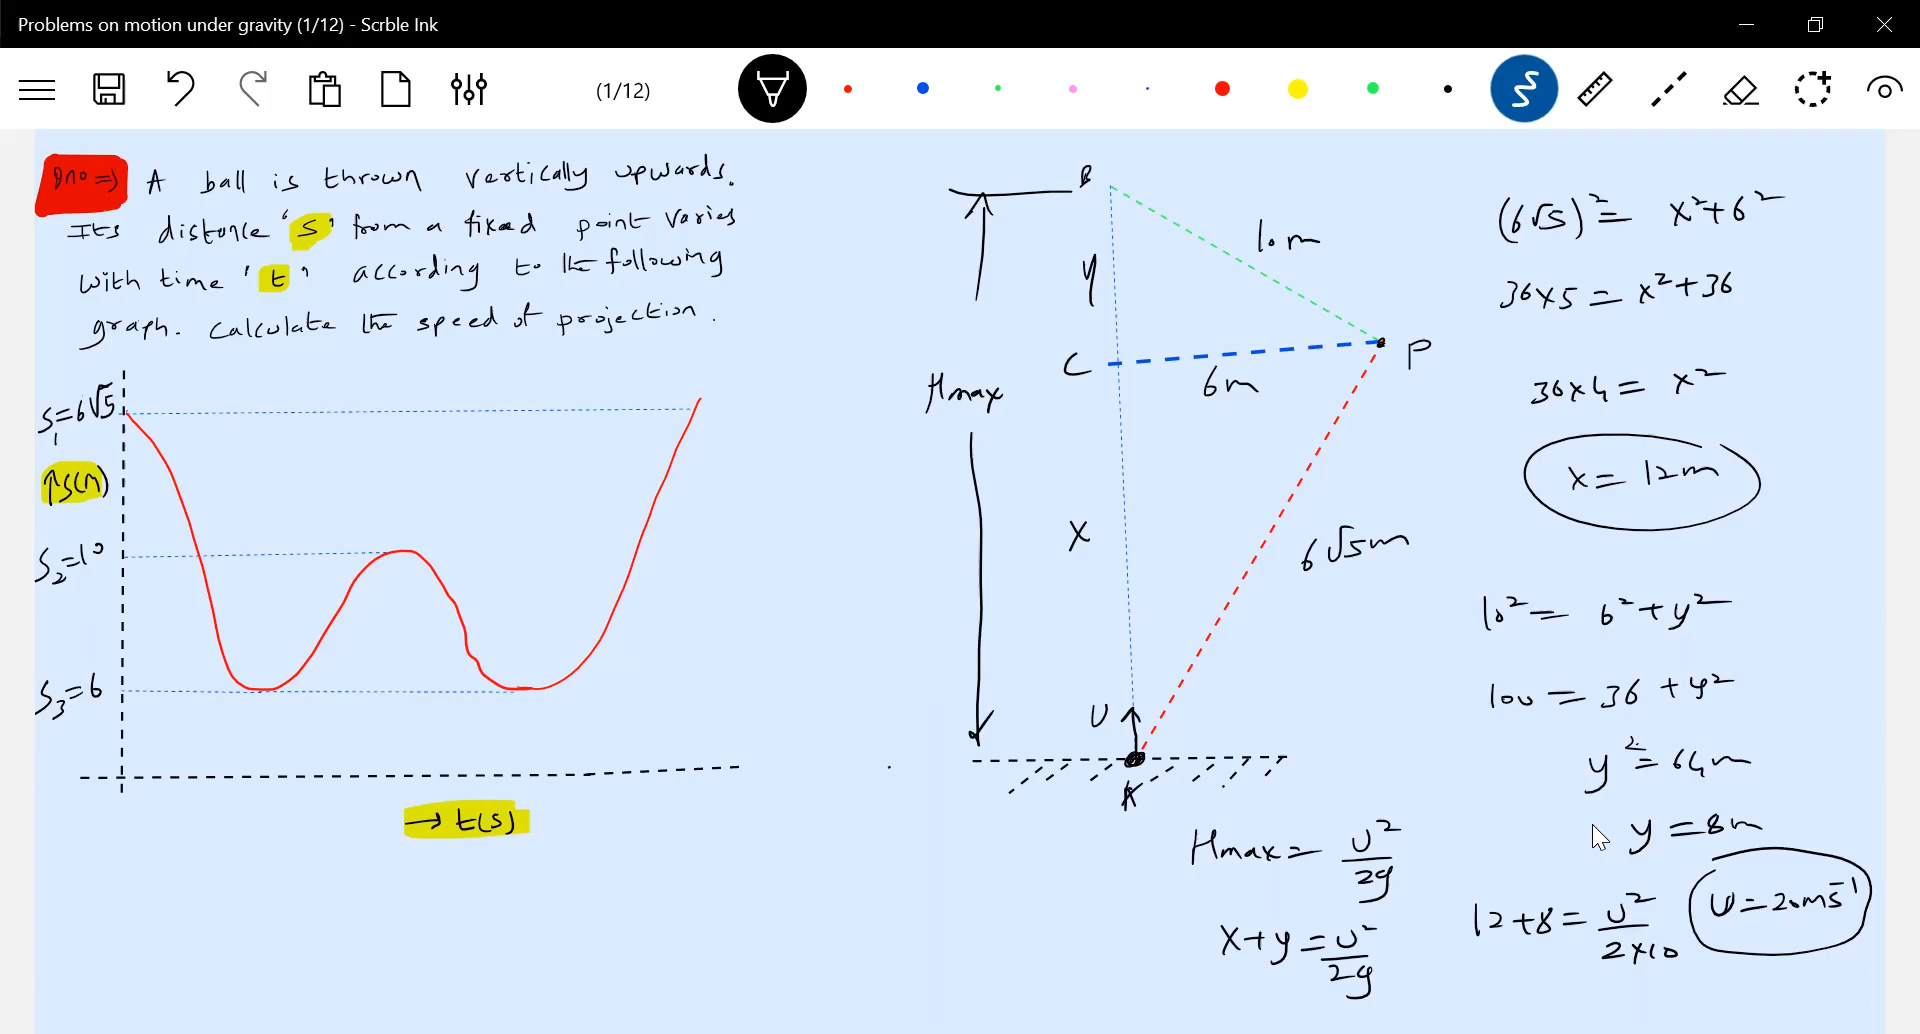 Problems on motion under gravity (1/12) - Scrble Ink
(1/12)
A ball is thrown vertically upwards.
Its distance 's' from a fixed point varies
with time 't' according to the following
graph. Calculate the speed of projection.
S₁=6√5
↑S(m)
S₂=10
S₃=6
→ t(s)
B
10m
y
C
6m
P
Hmax
x
6√5m
U
A
Hmax = U²/2g
x+y = U²/2g
(6√5)² = x²+6²
36×5 = x²+36
36×4 = x²
x = 12m
10² = 6²+y²
100 = 36+y²
y² = 64m
y = 8m
12+8 = U²/2×10
U = 20ms⁻¹